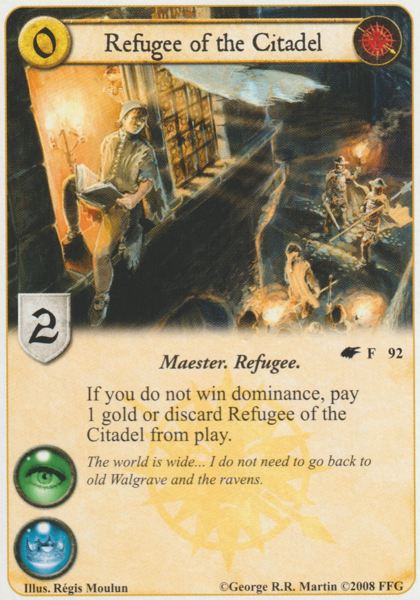 0
Refugee of the Citadel
2
Maester. Refugee.
F 92
If you do not win dominance, pay
1 gold or discard Refugee of the
Citadel from play.
The world is wide... I do not need to go back to
old Walgrave and the ravens.
Illus. Régis Moulun
©George R.R. Martin ©2008 FFG